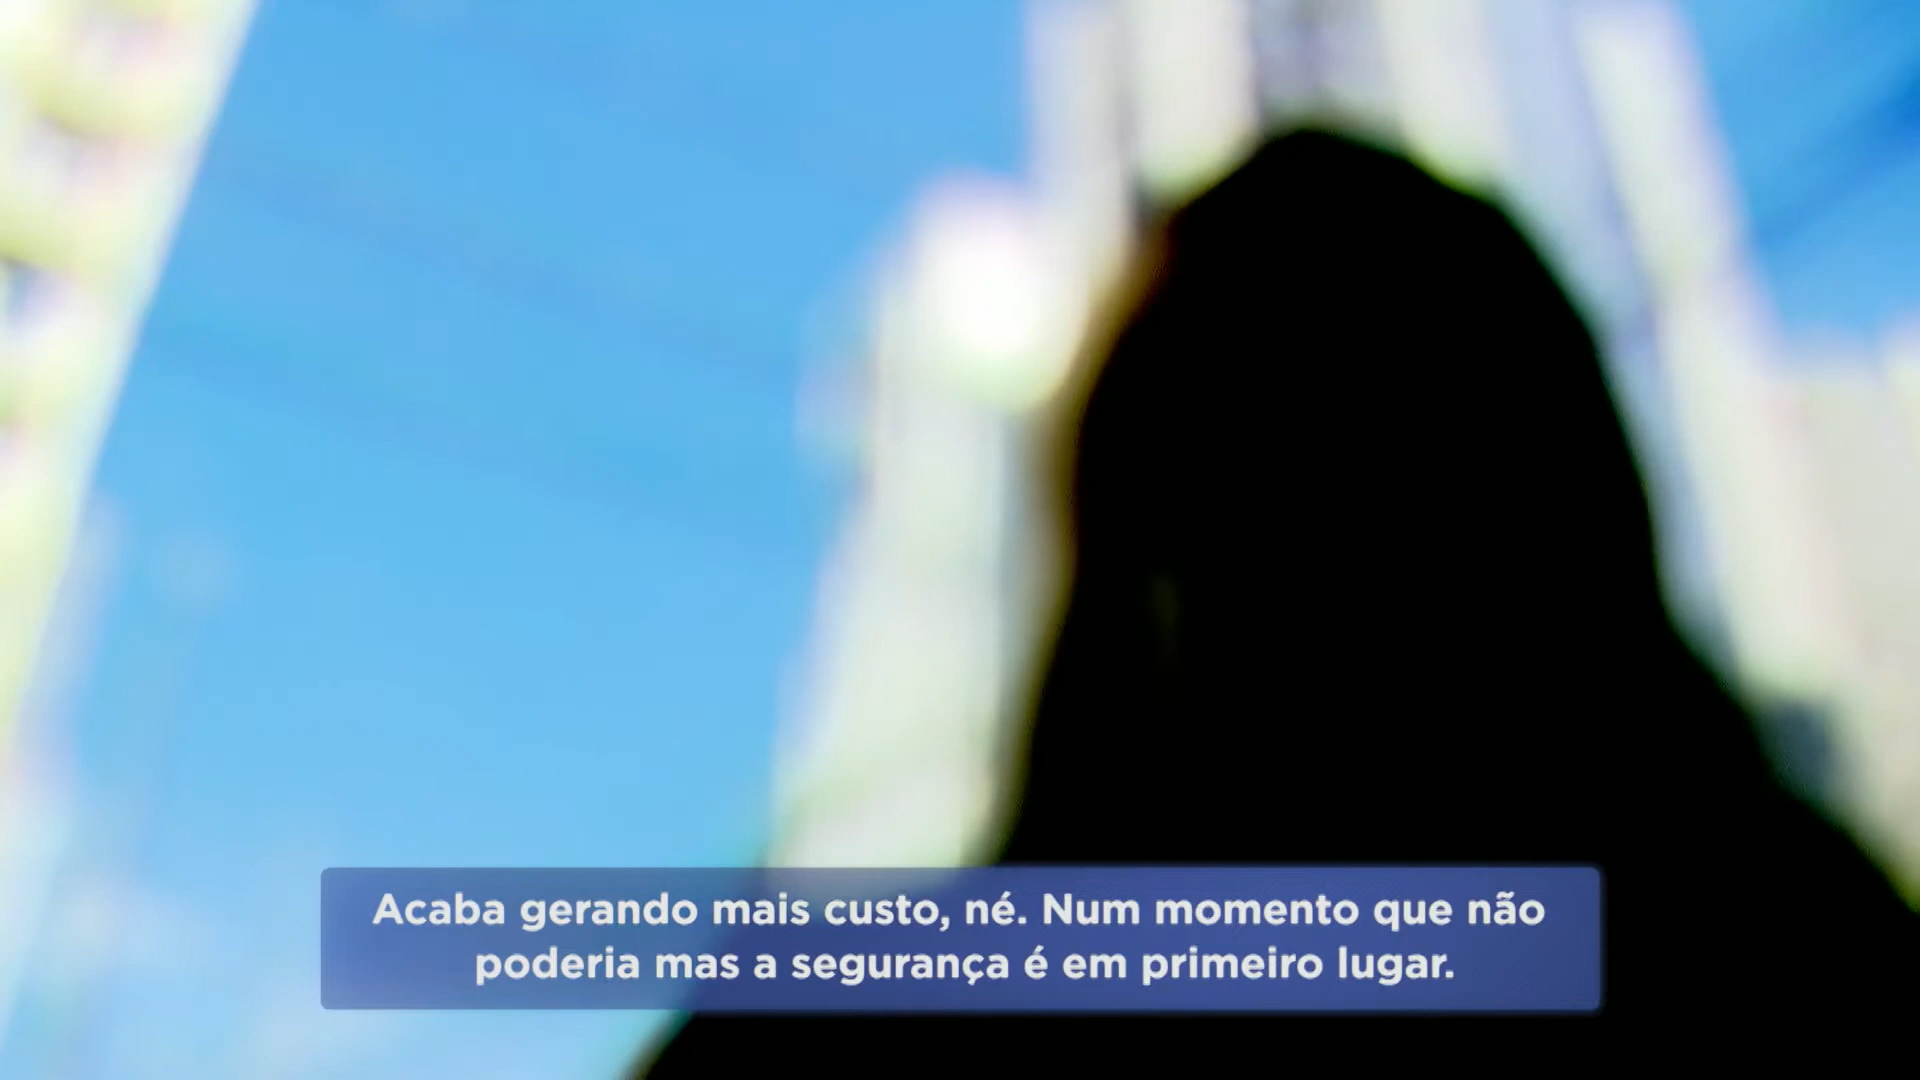 Acaba gerando mais custo, né. Num momento que não
poderia mas a segurança é em primeiro lugar.